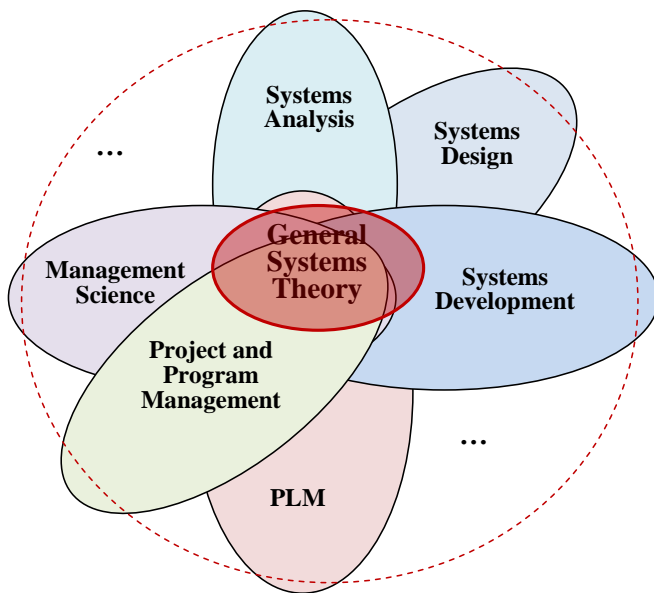 Systems
Analysis
Systems
Design
...
General
Systems
Theory
Management
Science
Systems
Development
Project and
Program
Management
...
PLM